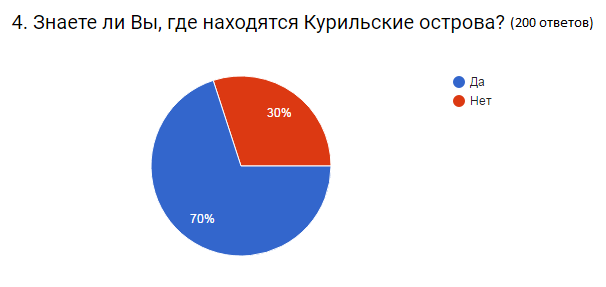 4. Знаете ли Вы, где находятся Курильские острова? (200 ответов)
Да
Нет
30%
70%